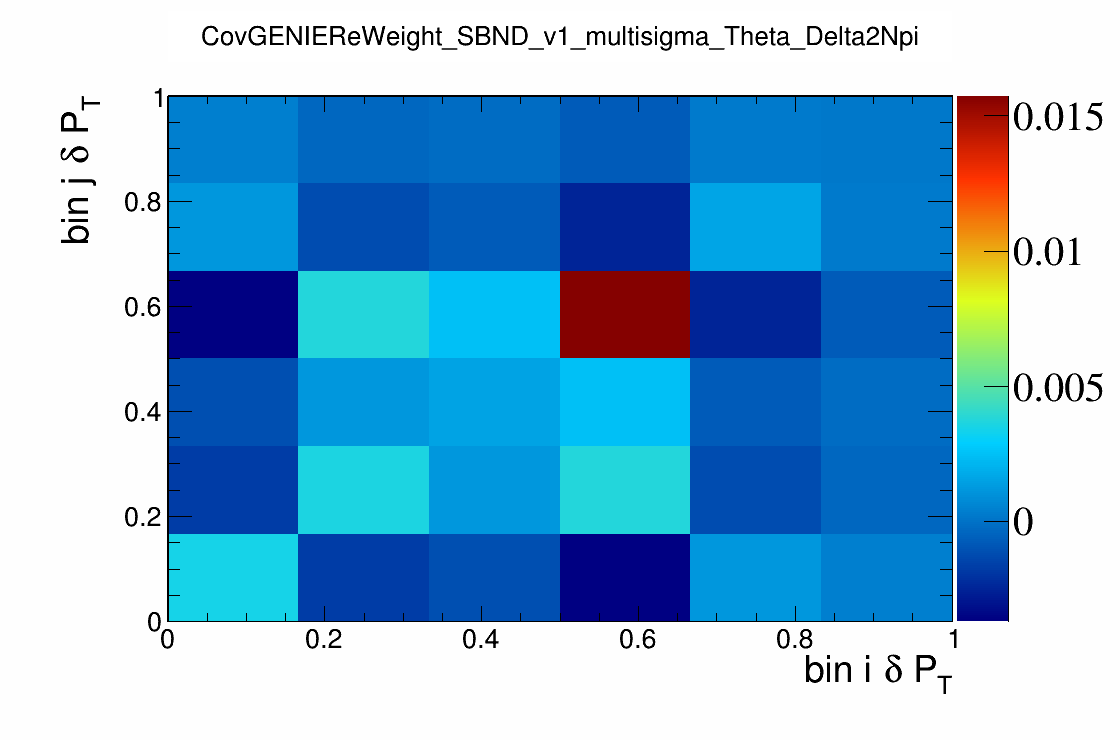 CovGENIEReWeight_SBND_v1_multisigma_Theta_Delta2Npi
bin j δ P_T
1
0.8
0.6
0.4
0.2
0
0 0.2 0.4 0.6 0.8 1
bin i δ P_T
0.015
0.01
0.005
0